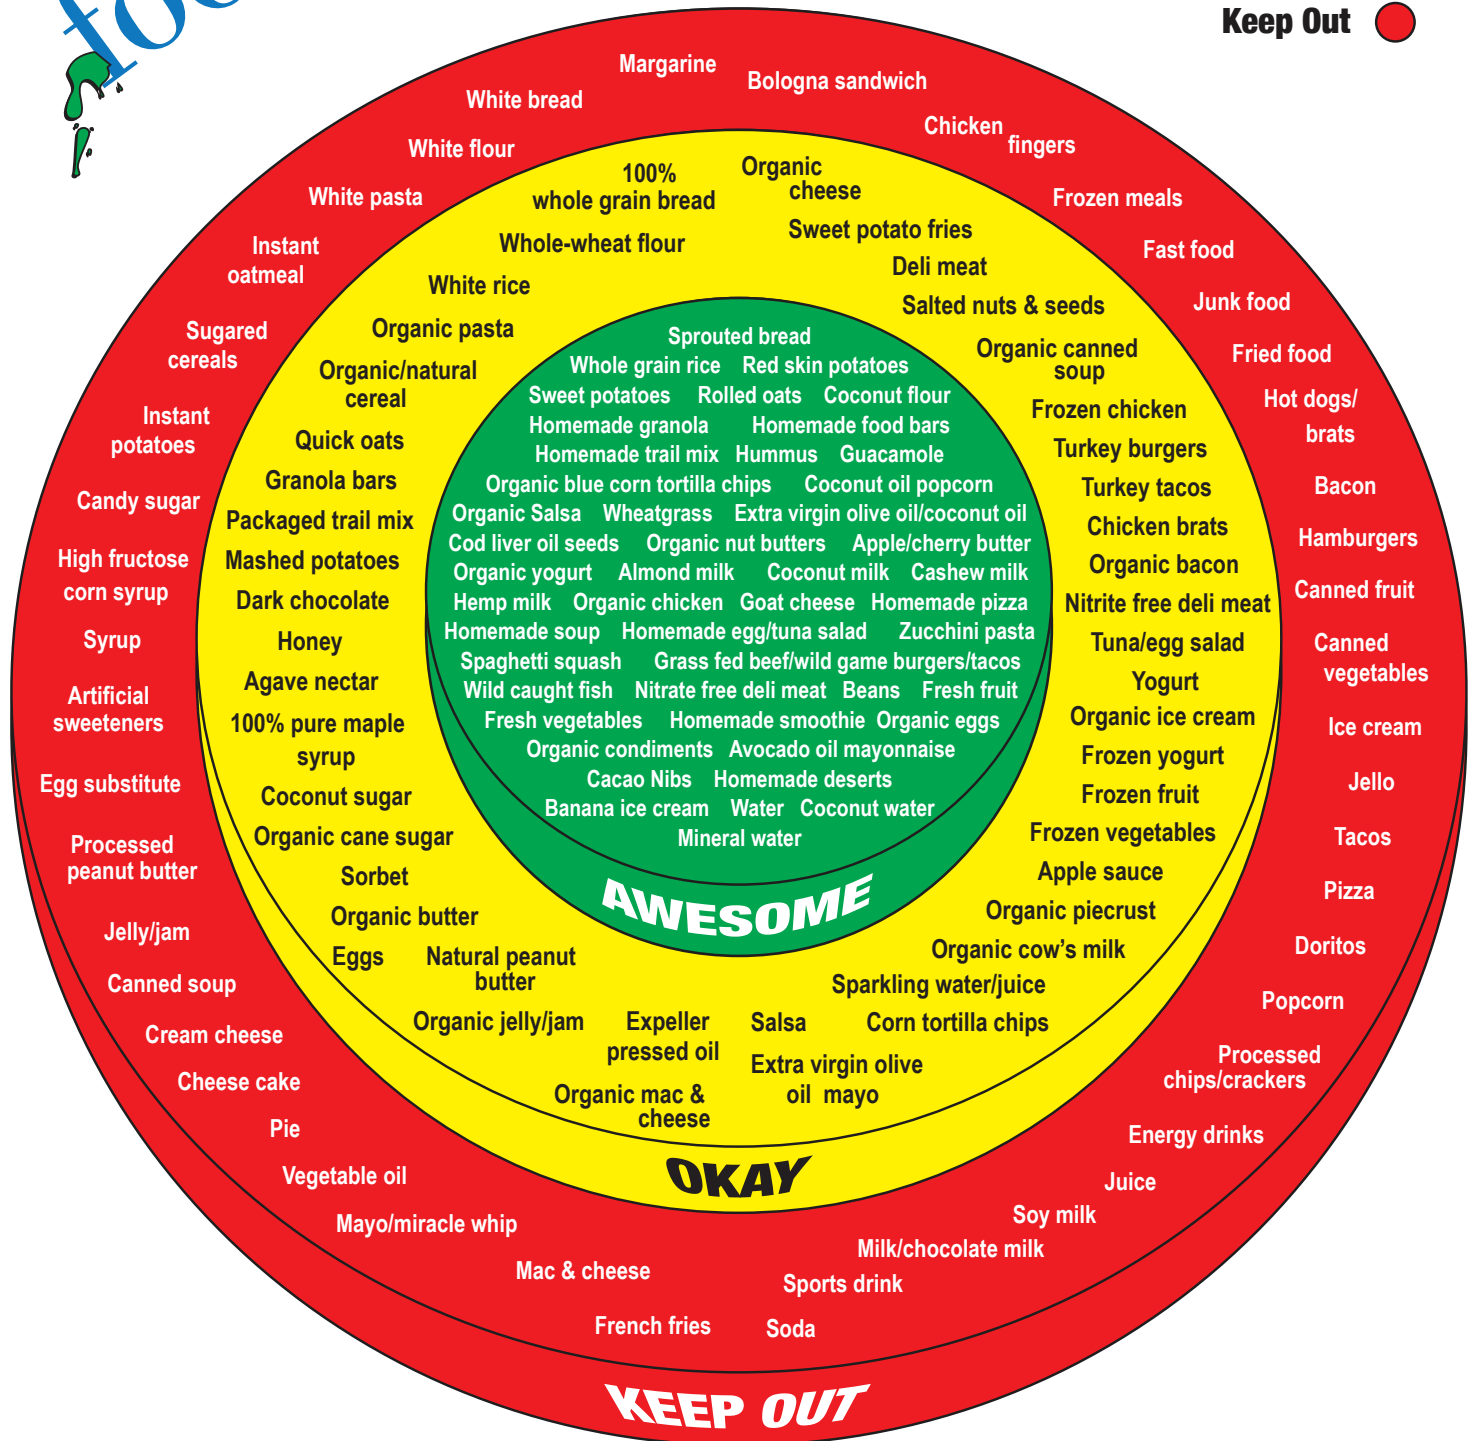 Keep Out
Margarine
Bologna sandwich
White bread
Chicken
fingers
White flour
White pasta
Frozen meals
Instant
oatmeal
Fast food
Sugared
cereals
Junk food
Fried food
Instant
potatoes
Hot dogs/
brats
Candy sugar
Bacon
High fructose
corn syrup
Hamburgers
Canned fruit
Syrup
Canned
vegetables
Artificial
sweeteners
Ice cream
Egg substitute
Jello
Processed
peanut butter
Tacos
Pizza
Jelly/jam
Doritos
Canned soup
Popcorn
Cream cheese
Processed
chips/crackers
Cheese cake
Pie
Energy drinks
Vegetable oil
Juice
Mayo/miracle whip
Soy milk
Milk/chocolate milk
Mac & cheese
Sports drink
French fries
Soda
KEEP OUT
100%
whole grain bread
Organic
cheese
Whole-wheat flour
Sweet potato fries
White rice
Deli meat
Organic pasta
Salted nuts & seeds
Organic/natural
cereal
Organic canned
soup
Quick oats
Frozen chicken
Granola bars
Turkey burgers
Packaged trail mix
Turkey tacos
Mashed potatoes
Chicken brats
Dark chocolate
Organic bacon
Honey
Nitrite free deli meat
Agave nectar
Tuna/egg salad
100% pure maple
syrup
Yogurt
Organic ice cream
Coconut sugar
Frozen yogurt
Organic cane sugar
Frozen fruit
Sorbet
Frozen vegetables
Organic butter
Apple sauce
Eggs
Organic piecrust
Natural peanut
butter
Organic cow's milk
Organic jelly/jam
Sparkling water/juice
Expeller
pressed oil
Salsa
Corn tortilla chips
Organic mac &
cheese
Extra virgin olive
oil mayo
OKAY
Sprouted bread
Whole grain rice Red skin potatoes
Sweet potatoes Rolled oats Coconut flour
Homemade granola Homemade food bars
Homemade trail mix Hummus Guacamole
Organic blue corn tortilla chips Coconut oil popcorn
Organic Salsa Wheatgrass Extra virgin olive oil/coconut oil
Cod liver oil seeds Organic nut butters Apple/cherry butter
Organic yogurt Almond milk Coconut milk Cashew milk
Hemp milk Organic chicken Goat cheese Homemade pizza
Homemade soup Homemade egg/tuna salad Zucchini pasta
Spaghetti squash Grass fed beef/wild game burgers/tacos
Wild caught fish Nitrate free deli meat Beans Fresh fruit
Fresh vegetables Homemade smoothie Organic eggs
Organic condiments Avocado oil mayonnaise
Cacao Nibs Homemade deserts
Banana ice cream Water Coconut water
Mineral water
AWESOME